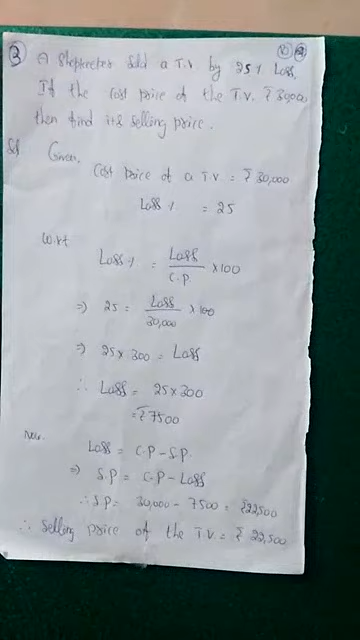 ③ A Shopkeeter Sold a T.V by 25% Loss.
If the cost price of the T.V. ₹ 30,000
then find its selling price.
Sol Given,
Cost Price of a T.V = ₹ 30,000
Loss % = 25
W.k.t
Loss % = Loss / C.P. × 100
⇒ 25 = Loss / 30,000 × 100
⇒ 25 × 300 = Loss
∴ Loss = 25 × 300
= ₹ 7500
Now.
Loss = C.P - S.P.
⇒ S.P = C.P - Loss
∴ S.P = 30,000 - 7500 = ₹22,500
∴ Selling price of the T.V. = ₹ 22,500